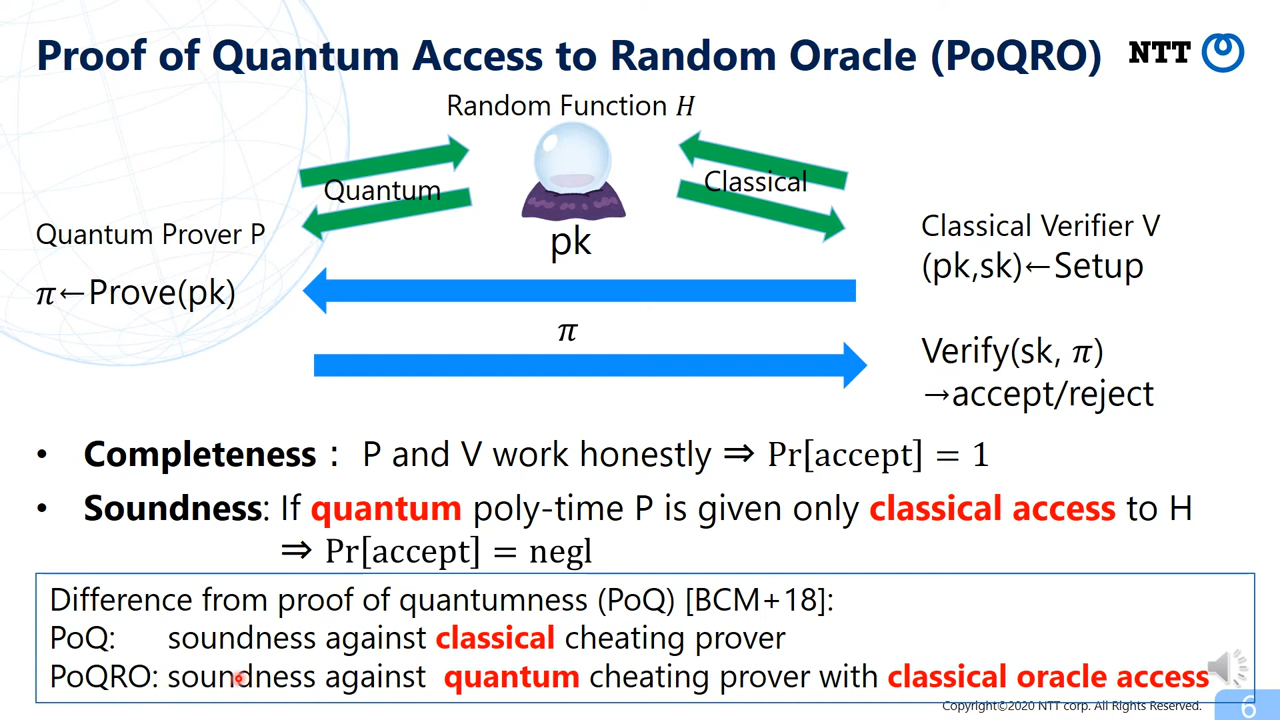 Proof of Quantum Access to Random Oracle (PoQRO)
NTT
Random Function H
Quantum
Classical
Quantum Prover P
Classical Verifier V
pk
(pk,sk)←Setup
π←Prove(pk)
π
Verify(sk, π)
→accept/reject
• Completeness： P and V work honestly ⇒ Pr[accept] = 1
• Soundness: If quantum poly-time P is given only classical access to H
⇒ Pr[accept] = negl
Difference from proof of quantumness (PoQ) [BCM+18]:
PoQ: soundness against classical cheating prover
PoQRO: soundness against quantum cheating prover with classical oracle access
Copyright©2020 NTT corp. All Rights Reserved.
6